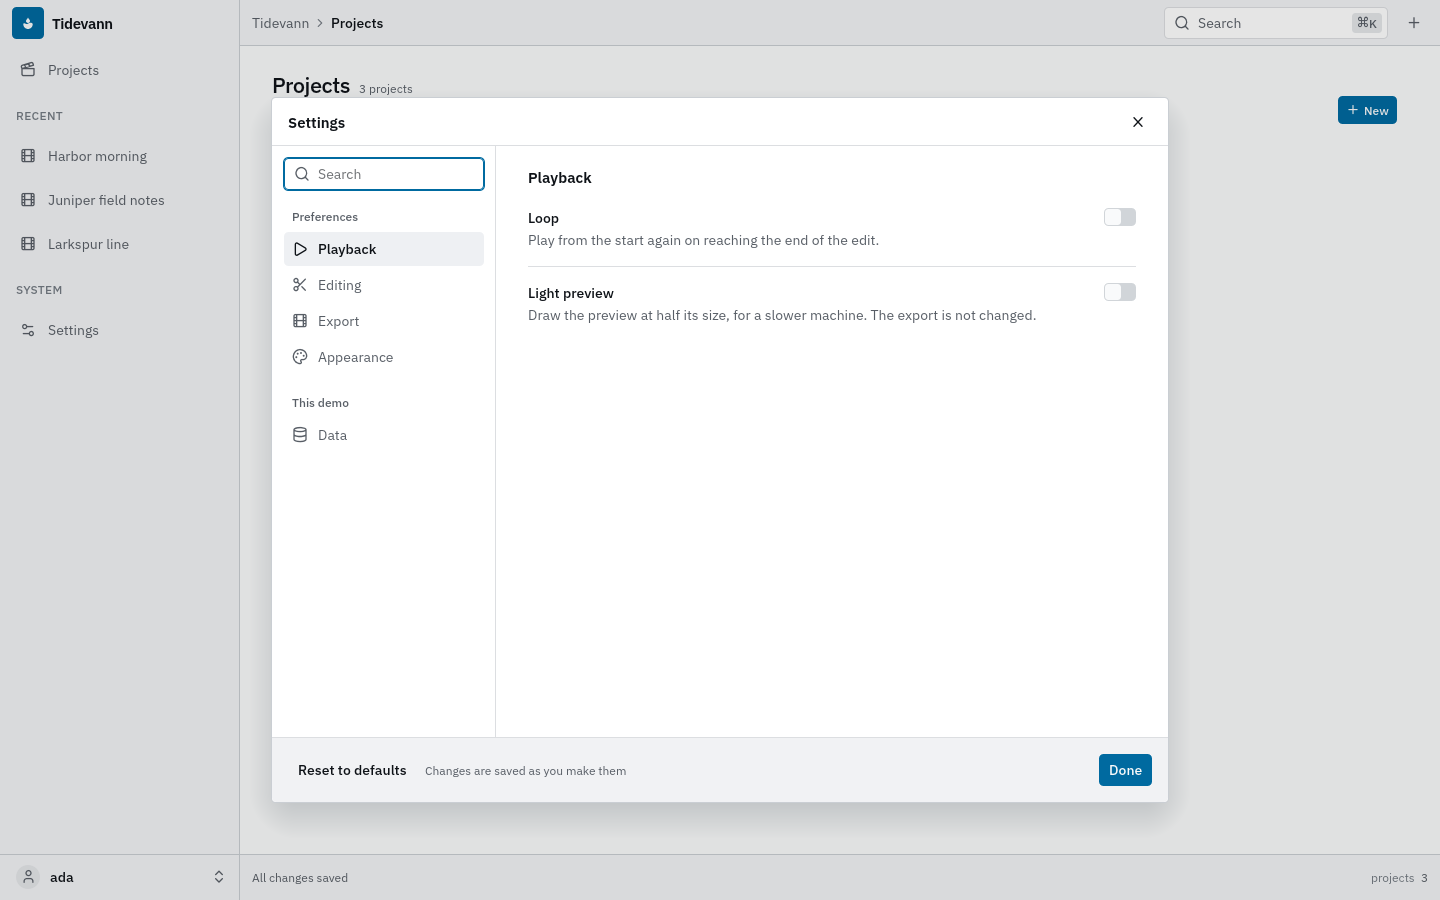 Tidevann
Projects
RECENT
Harbor morning
Juniper field notes
Larkspur line
SYSTEM
Settings
ada
Tidevann > Projects
Search ⌘K
Projects 3 projects
New
Settings
Search
Preferences
Playback
Editing
Export
Appearance
This demo
Data
Playback
Loop
Play from the start again on reaching the end of the edit.
Light preview
Draw the preview at half its size, for a slower machine. The export is not changed.
Reset to defaults
Changes are saved as you make them
Done
All changes saved
projects 3